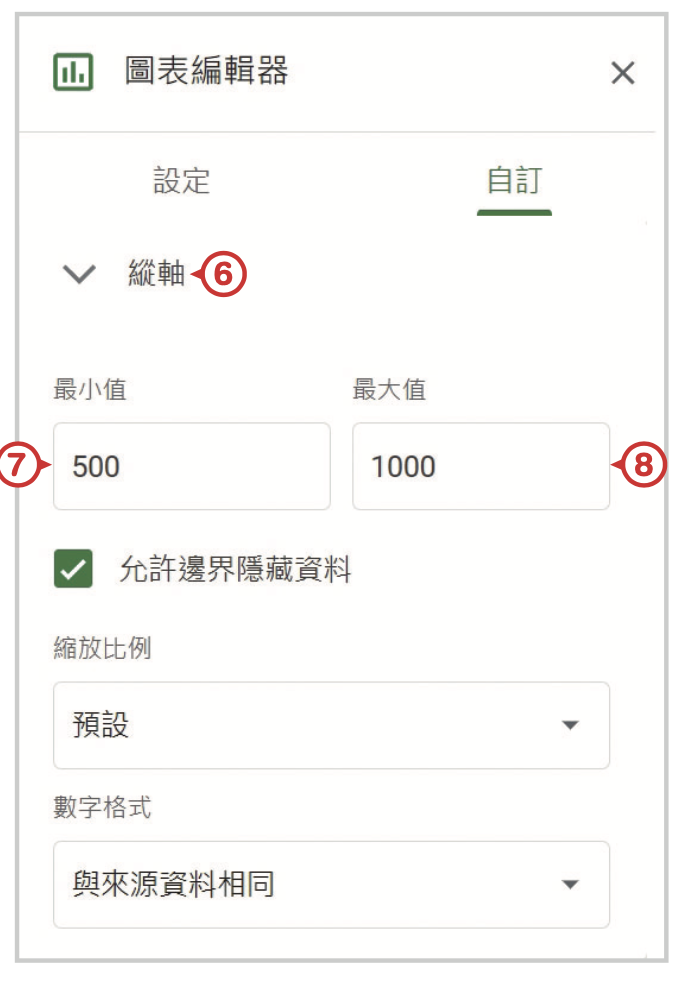 圖表編輯器
設定 自訂
縱軸 6
最小值 最大值
7 500 1000 8
允許邊界隱藏資料
縮放比例
預設
數字格式
與來源資料相同